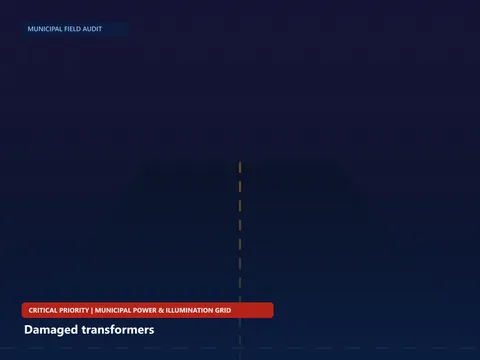 MUNICIPAL FIELD AUDIT
CRITICAL PRIORITY | MUNICIPAL POWER & ILLUMINATION GRID
Damaged transformers